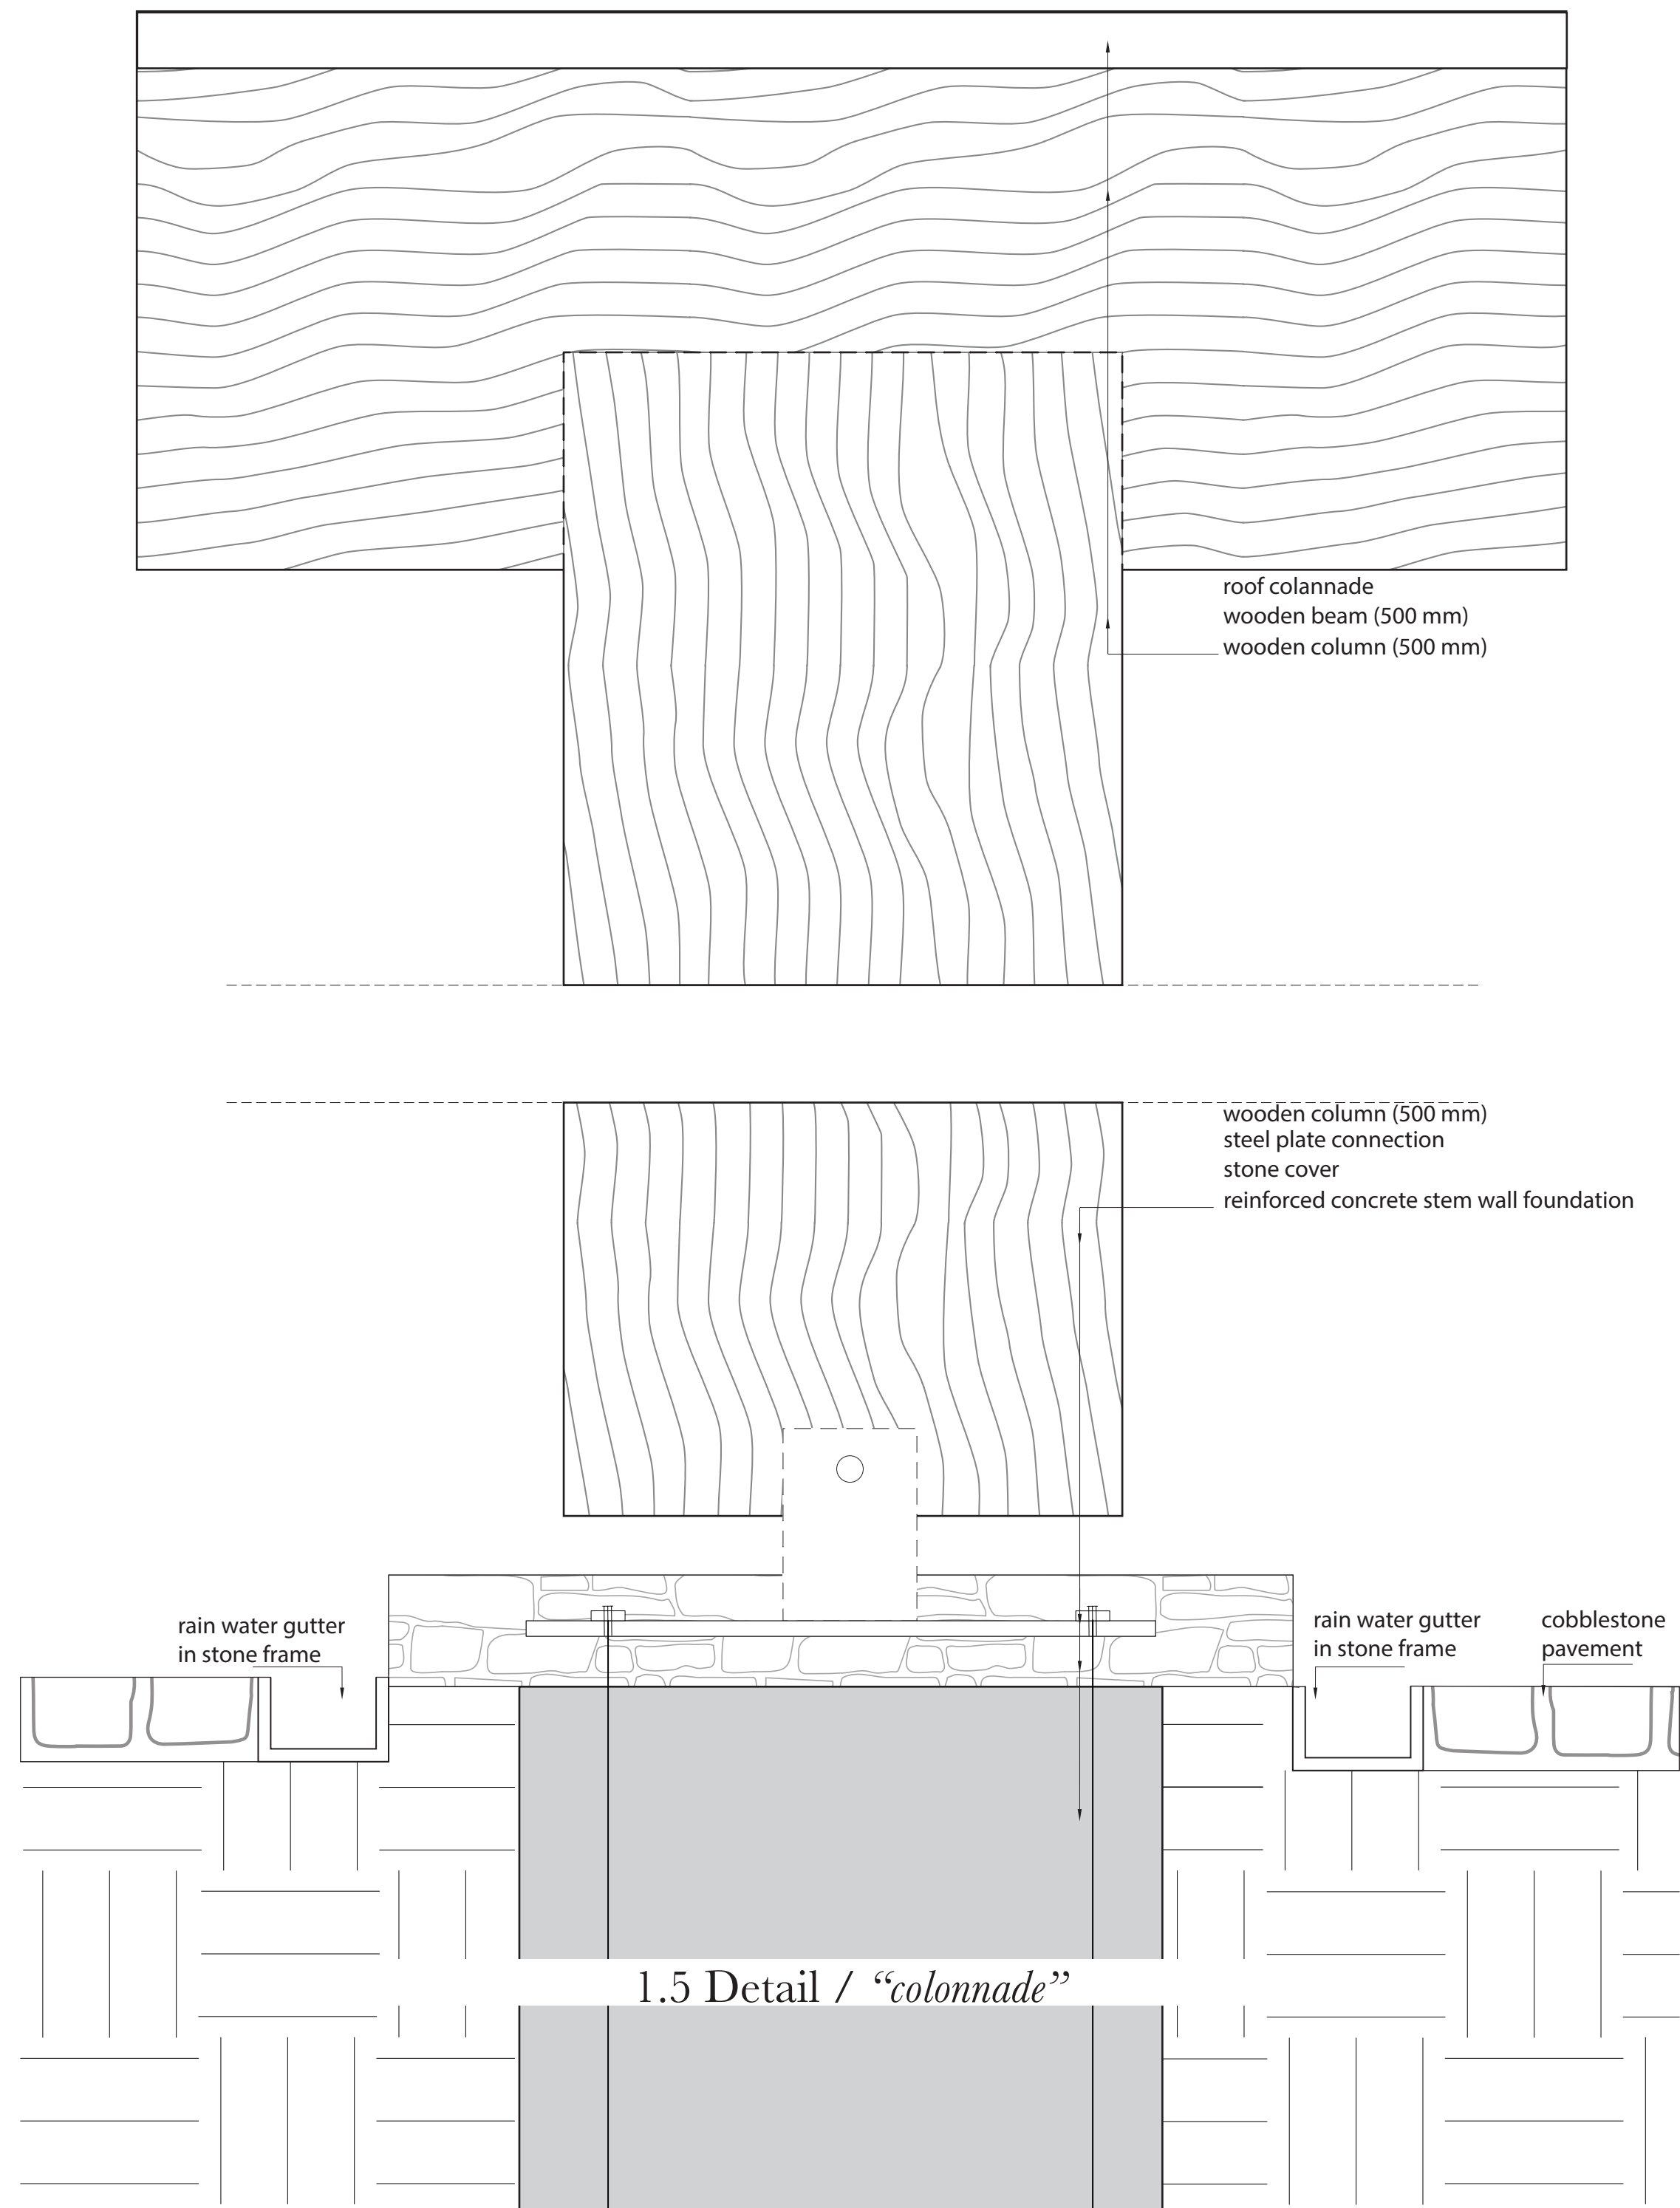 roof colannade
wooden beam (500 mm)
wooden column (500 mm)
wooden column (500 mm)
steel plate connection
stone cover
reinforced concrete stem wall foundation
rain water gutter
in stone frame
rain water gutter
in stone frame
cobblestone
pavement
1.5 Detail / “colonnade”